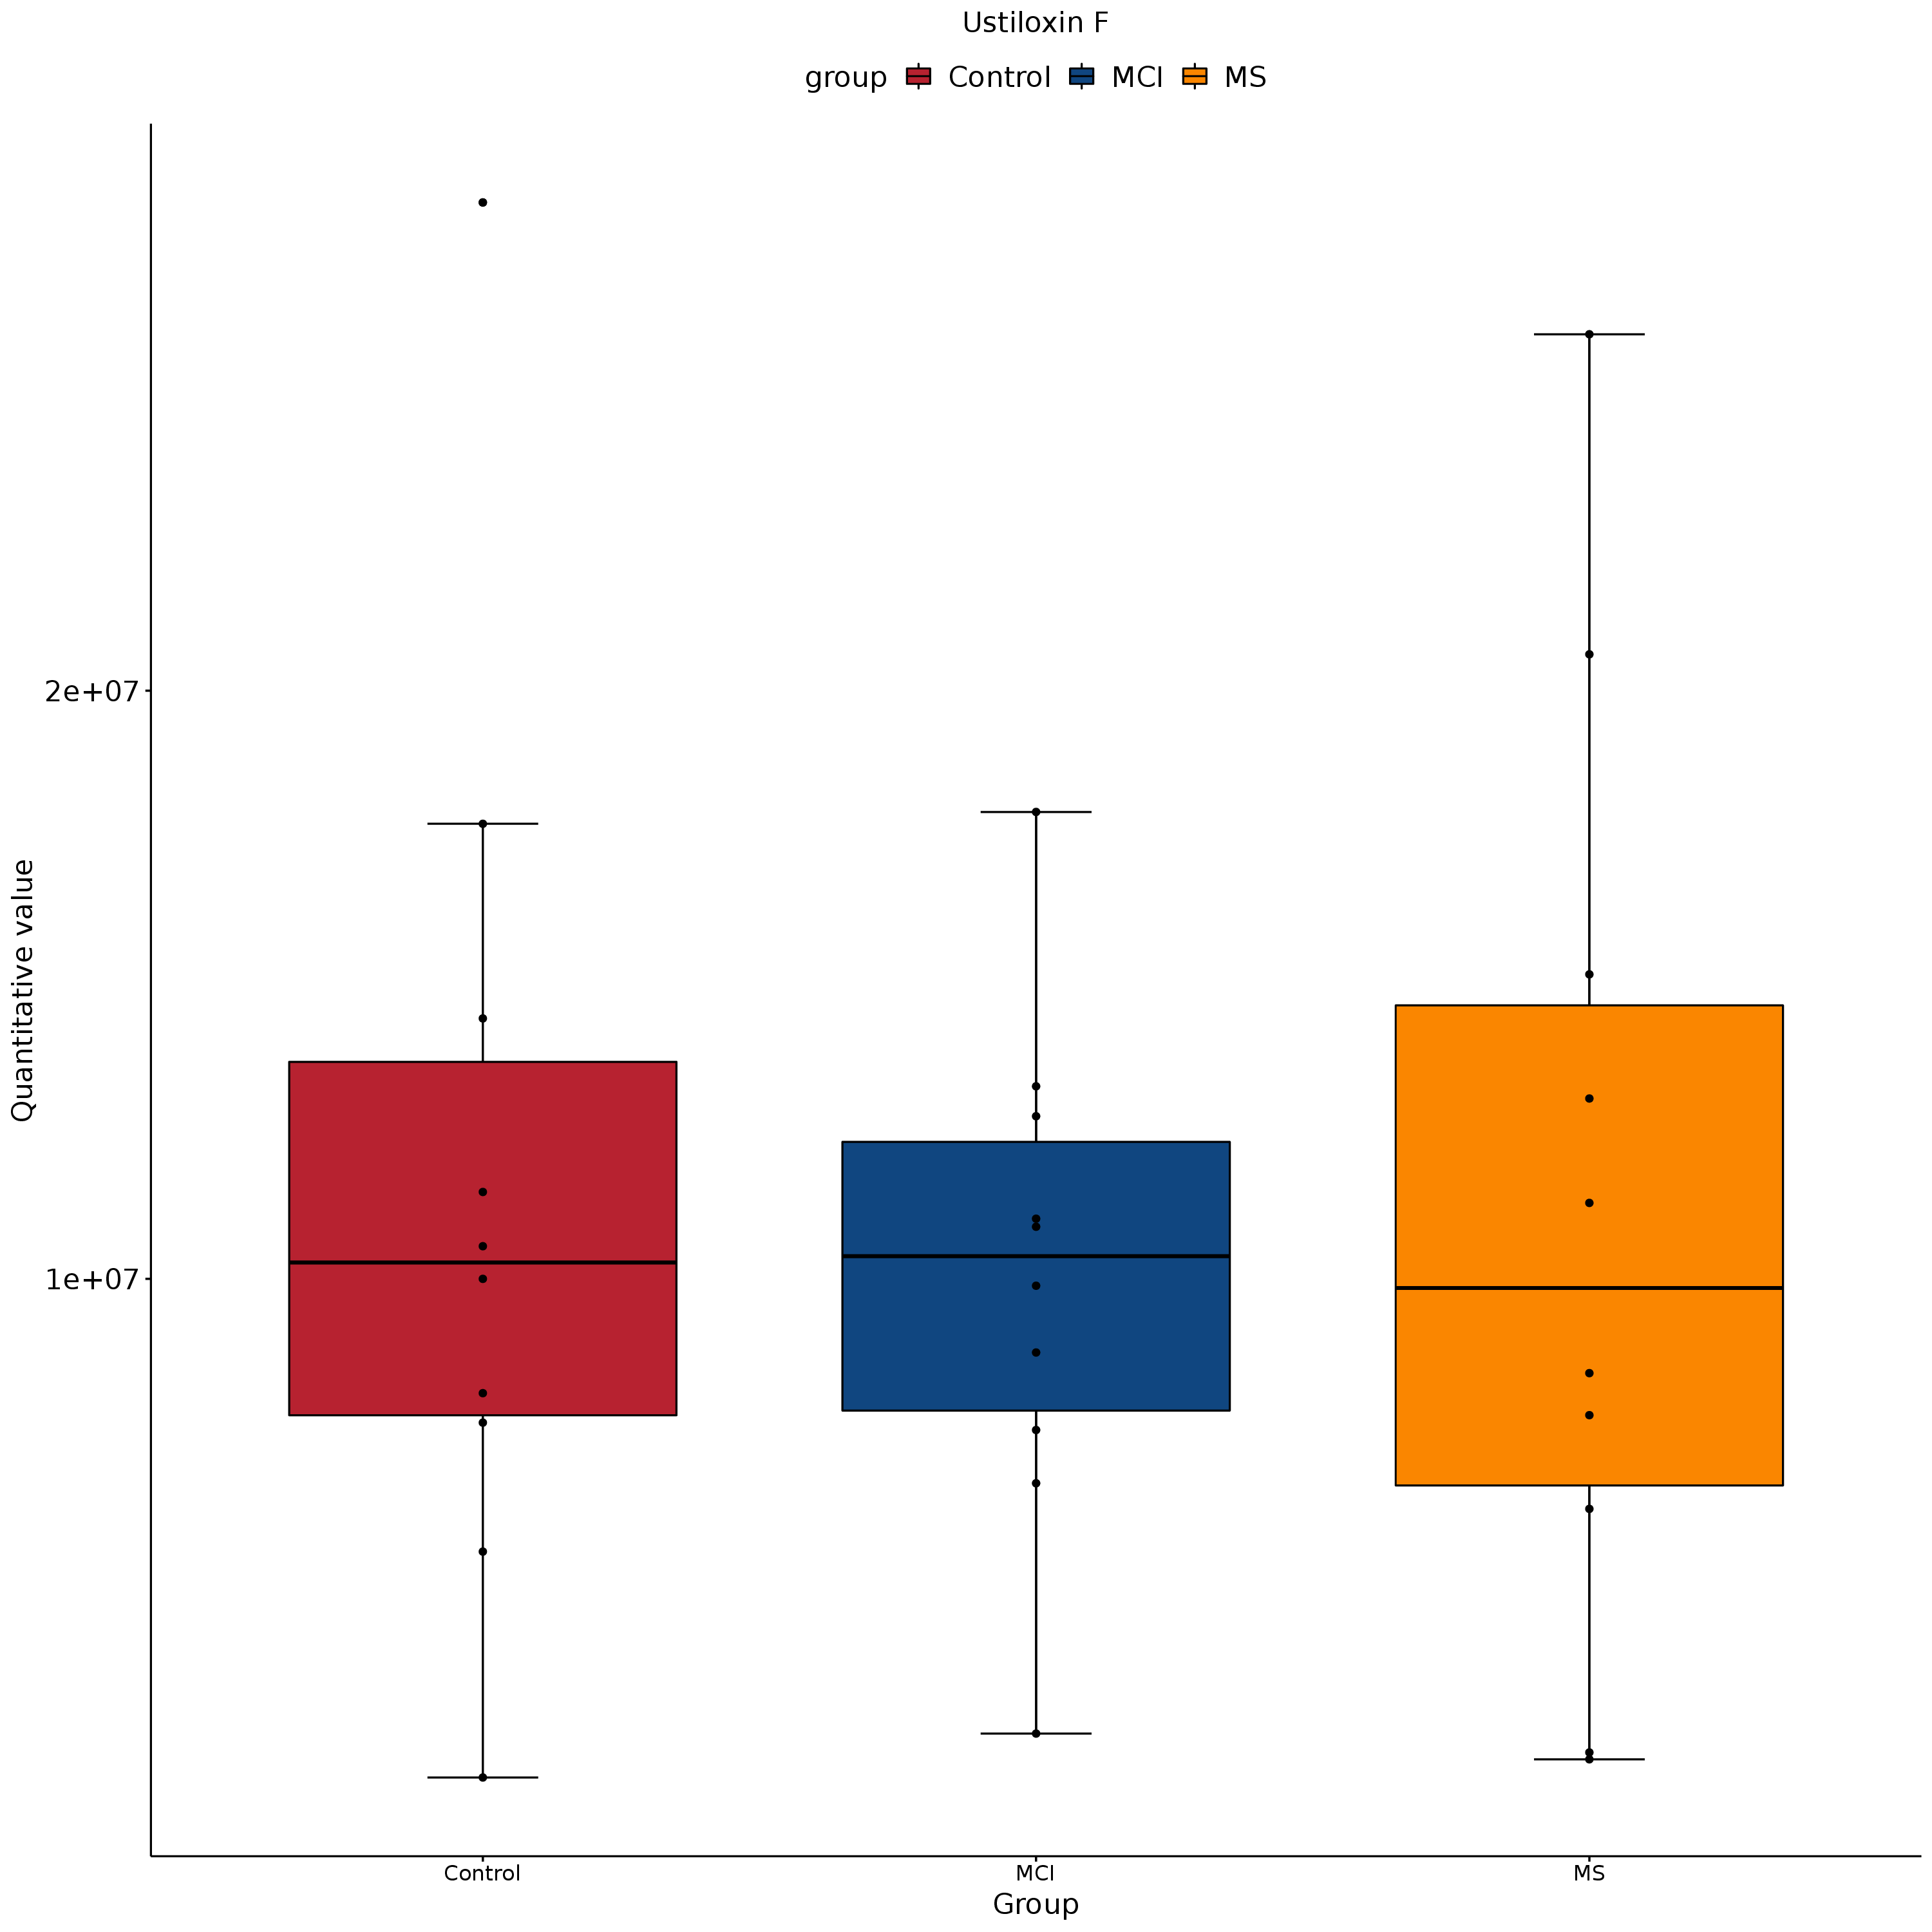 Ustiloxin F
group Control MCI MS
Quantitative value
2e+07
1e+07
Control MCI MS
Group